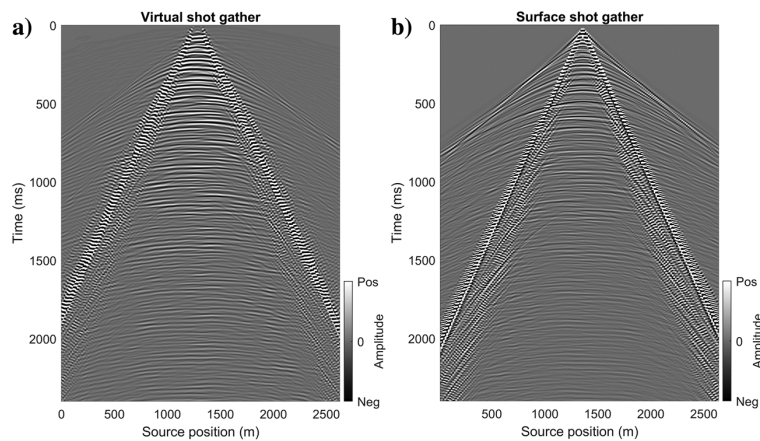 a)
Virtual shot gather
0
500
1000
1500
2000
Time (ms)
0 500 1000 1500 2000 2500
Source position (m)
Pos
0
Neg
Amplitude
b)
Surface shot gather
0
500
1000
1500
2000
Time (ms)
500 1000 1500 2000 2500
Source position (m)
Pos
0
Neg
Amplitude